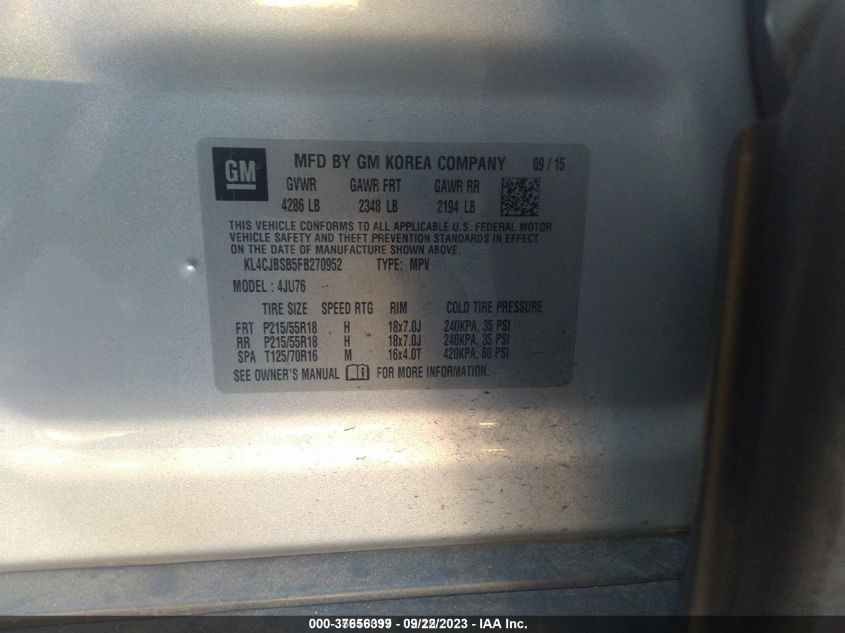 GM MFD BY GM KOREA COMPANY 09/15
GVWR GAWR FRT GAWR RR
4286 LB 2348 LB 2194 LB
THIS VEHICLE CONFORMS TO ALL APPLICABLE U.S. FEDERAL MOTOR
VEHICLE SAFETY AND THEFT PREVENTION STANDARDS IN EFFECT
ON THE DATE OF MANUFACTURE SHOWN ABOVE.
KL4CJBSB5FB270952 TYPE: MPV
MODEL: 4JU76
TIRE SIZE SPEED RTG RIM COLD TIRE PRESSURE
FRT P215/55R18 H 18x7.0J 240KPA, 35 PSI
RR P215/55R18 H 18x7.0J 240KPA, 35 PSI
SPA T125/70R16 M 16x4.0T 420KPA, 60 PSI
SEE OWNER'S MANUAL FOR MORE INFORMATION.
000-37656399 - 09/22/2023 - IAA Inc.